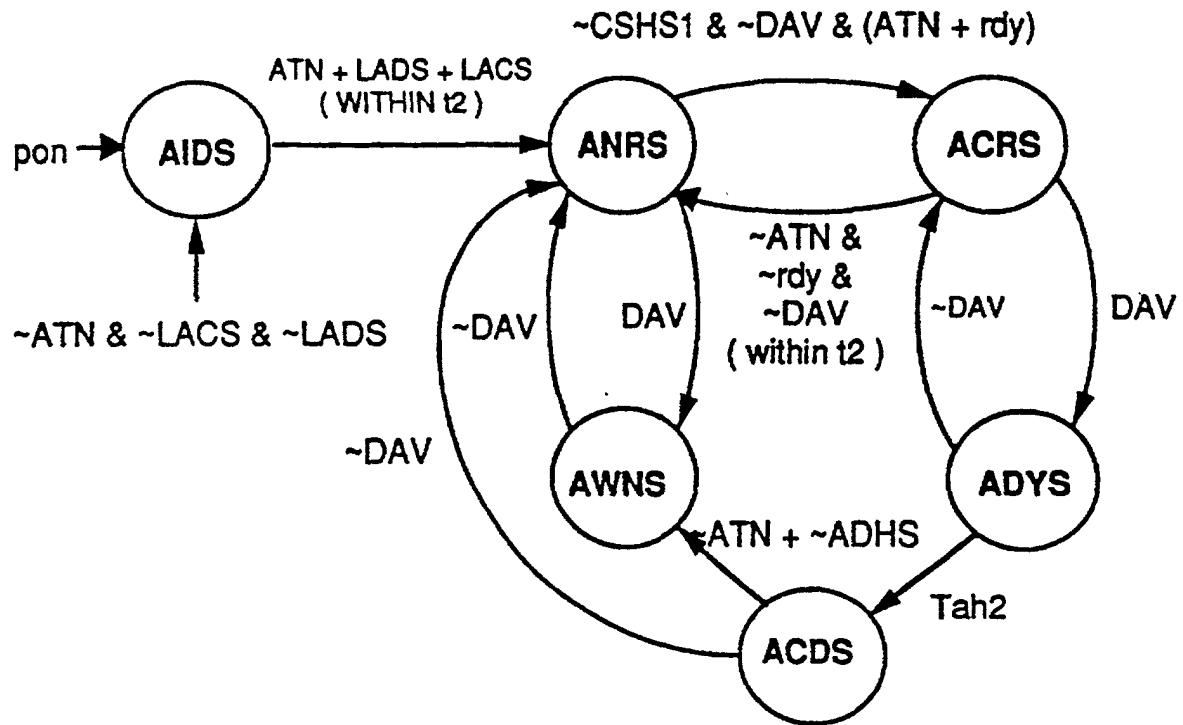 ~CSHS1 & ~DAV & (ATN + rdy)
ATN + LADS + LACS
( WITHIN t2 )
pon
AIDS
ANRS
ACRS
~ATN &
~rdy &
~DAV
( within t2 )
~ATN & ~LACS & ~LADS
~DAV
DAV
~DAV
DAV
~DAV
AWNS
ADYS
~ATN + ~ADHS
Tah2
ACDS